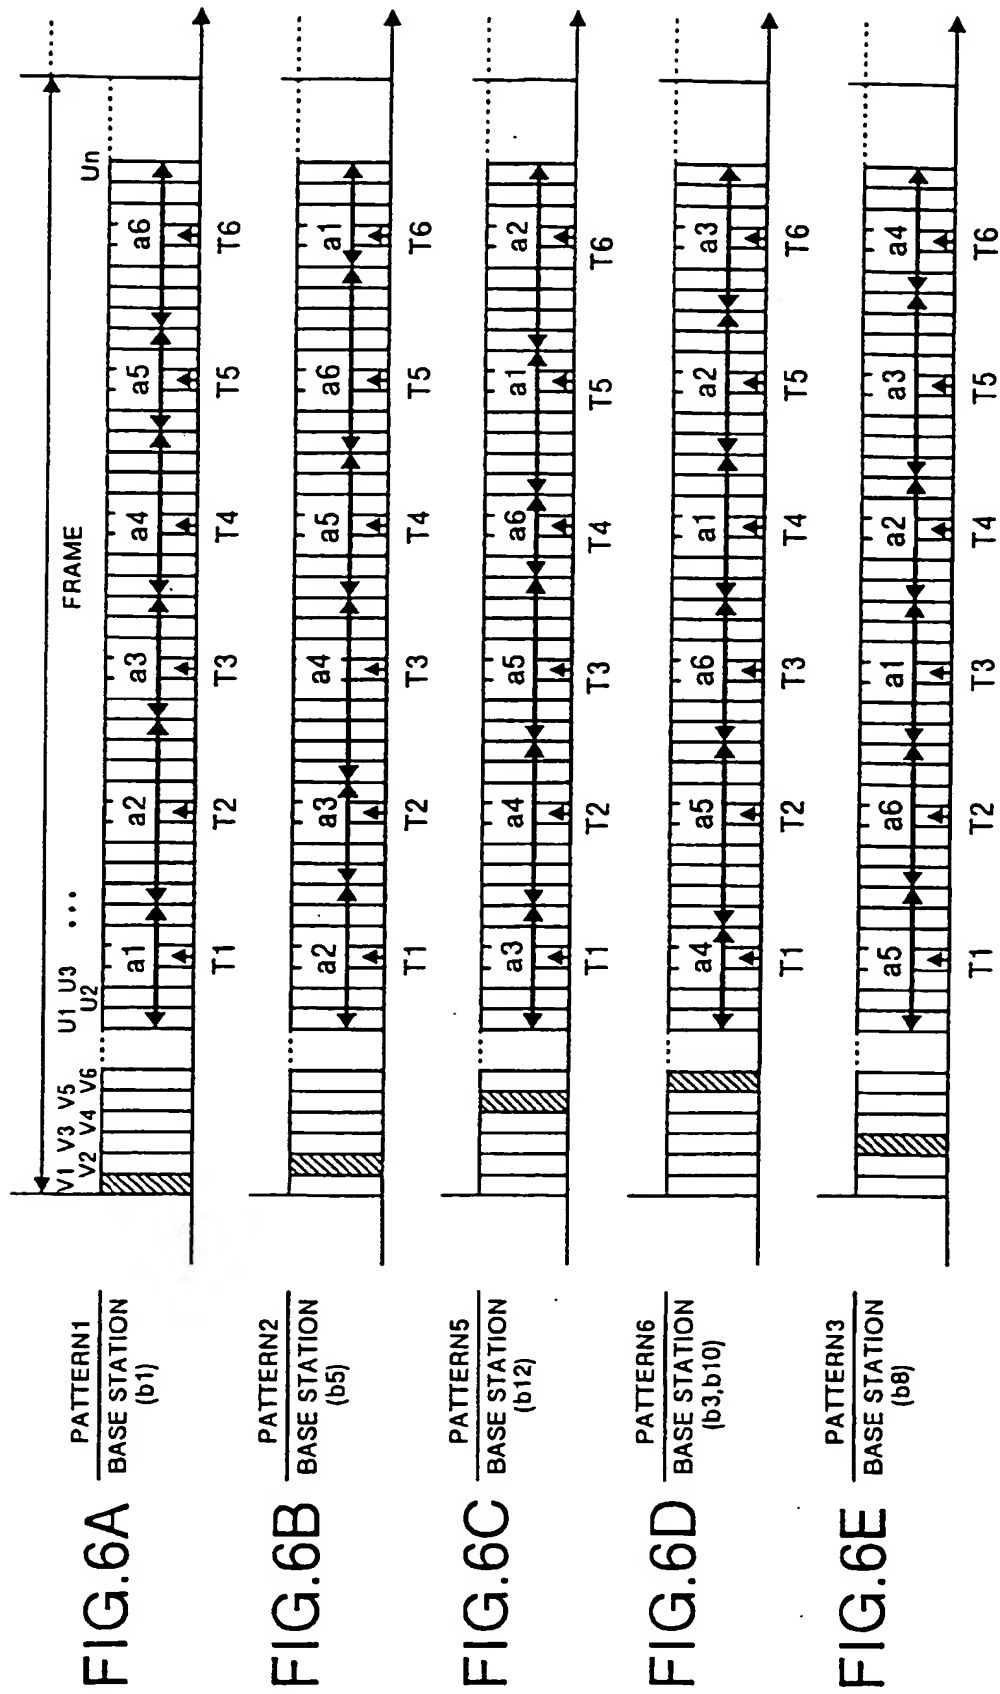 FRAME
V1 V3 V5
V2 V4 V6
U1 U3 ... Un
U2
FIG.6A
PATTERN1
BASE STATION
(b1)
a1 a2 a3 a4 a5 a6
T1 T2 T3 T4 T5 T6
FIG.6B
PATTERN2
BASE STATION
(b5)
a2 a3 a4 a5 a6 a1
T1 T2 T3 T4 T5 T6
FIG.6C
PATTERN5
BASE STATION
(b12)
a3 a4 a5 a6 a1 a2
T1 T2 T3 T4 T5 T6
FIG.6D
PATTERN6
BASE STATION
(b3,b10)
a4 a5 a6 a1 a2 a3
T1 T2 T3 T4 T5 T6
FIG.6E
PATTERN3
BASE STATION
(b8)
a5 a6 a1 a2 a3 a4
T1 T2 T3 T4 T5 T6